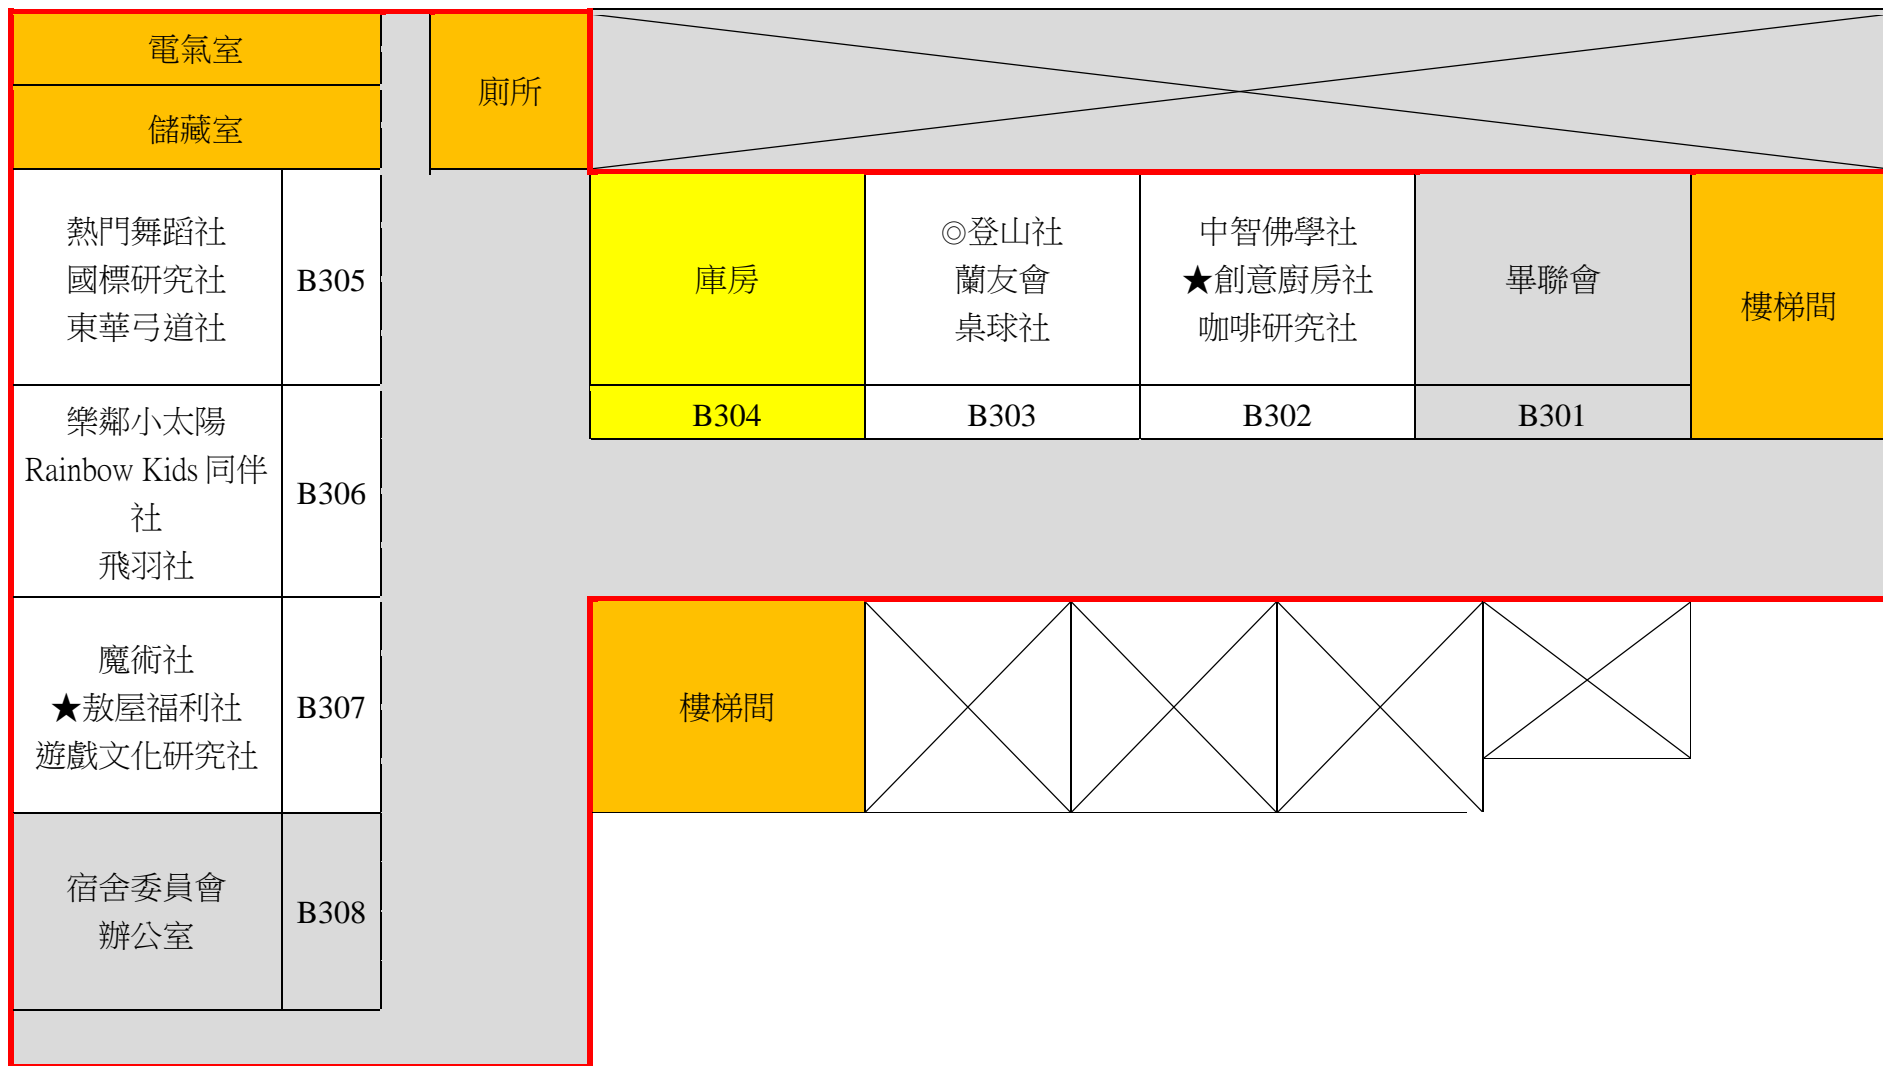 電氣室
儲藏室
廁所
熱門舞蹈社
國標研究社
東華弓道社
B305
庫房
B304
◎登山社
蘭友會
桌球社
B303
中智佛學社
★創意廚房社
咖啡研究社
B302
畢聯會
B301
樓梯間
樂鄰小太陽
Rainbow Kids 同伴
社
飛羽社
B306
魔術社
★敖屋福利社
遊戲文化研究社
B307
樓梯間
宿舍委員會
辦公室
B308